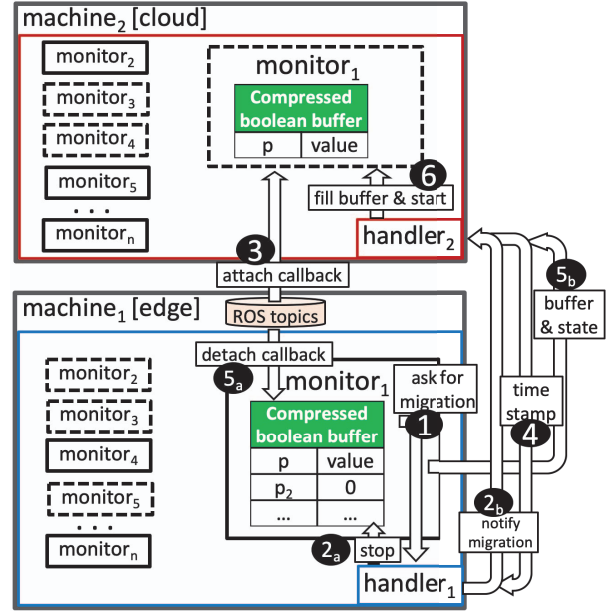 machine₂ [cloud]
monitor₂
monitor₃
monitor₄
monitor₅
. . .
monitorₙ
monitor₁
Compressed
boolean buffer
p value
6
fill buffer & start
handler₂
3
attach callback
ROS topics
machine₁ [edge]
detach callback
5ₐ
monitor₂
monitor₃
monitor₄
monitor₅
. . .
monitorₙ
monitor₁
Compressed
boolean buffer
p value
p₂ 0
... ...
ask for
migration
1
2ₐ
stop
handler₁
5b
buffer
& state
time
stamp
4
2b
notify
migration